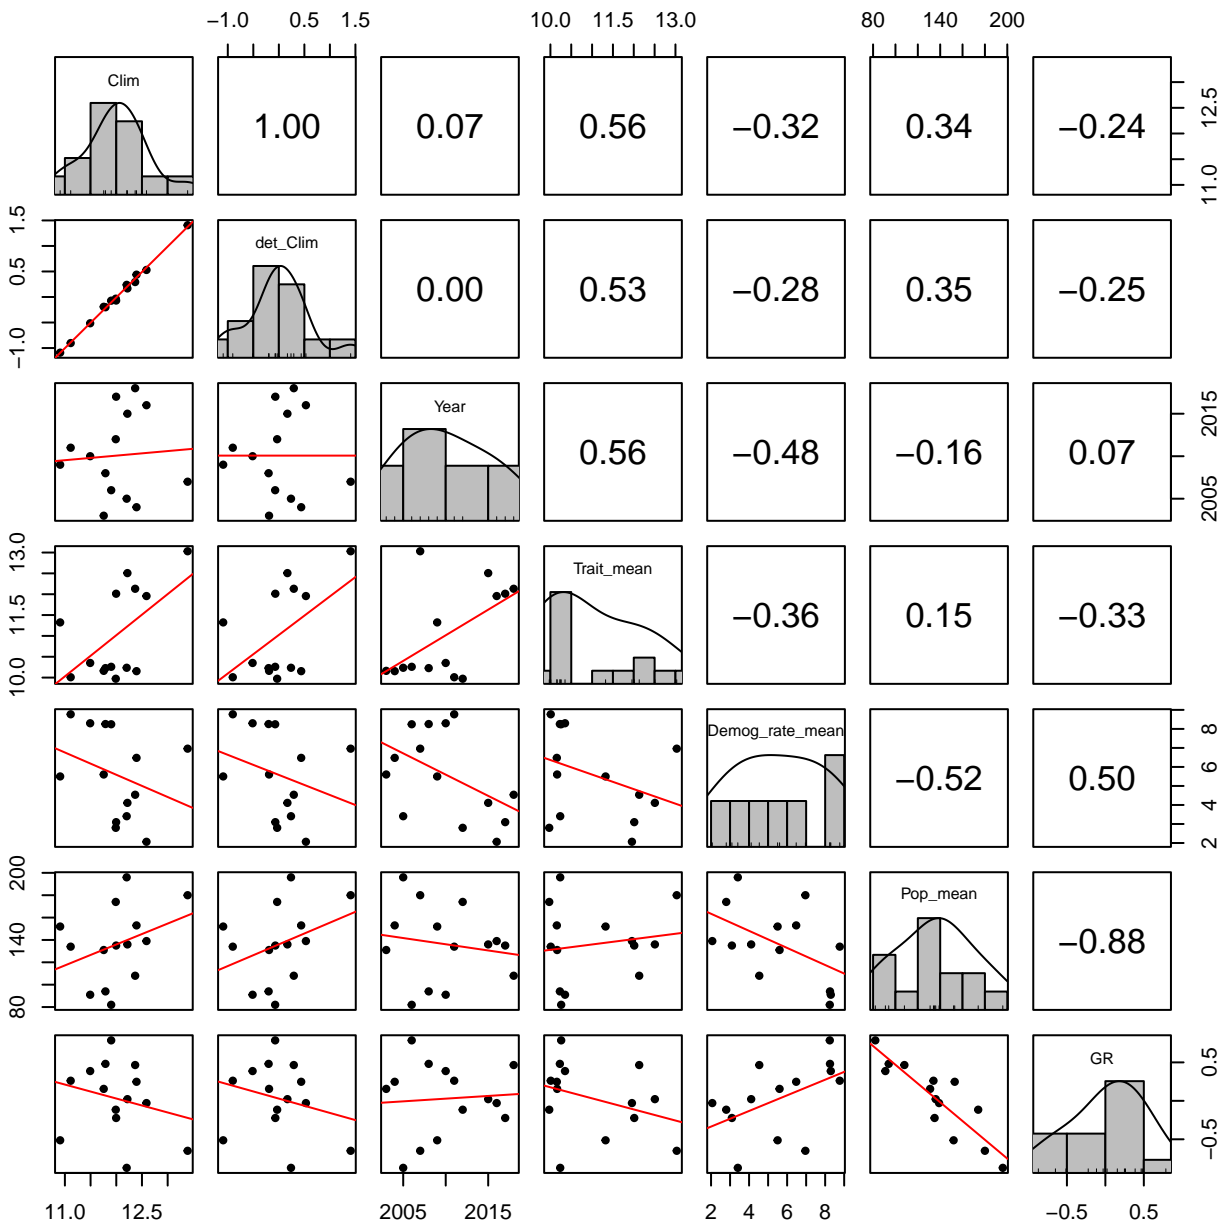 −1.0 0.5 1.5 10.0 11.5 13.0 80 140 200
Clim 1.00 0.07 0.56 −0.32 0.34 −0.24 11.0 12.5
−1.0 0.5 1.5 det_Clim 0.00 0.53 −0.28 0.35 −0.25
Year 0.56 −0.48 −0.16 0.07 2005 2015
10.0 11.5 13.0 Trait_mean −0.36 0.15 −0.33
Demog_rate_mean −0.52 0.50 2 4 6 8
80 140 200 Pop_mean −0.88
GR −0.5 0.5
11.0 12.5 2005 2015 2 4 6 8 −0.5 0.5